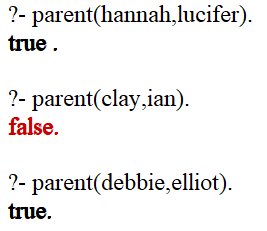 ?- parent(hannah,lucifer).
true .
?- parent(clay,ian).
false.
?- parent(debbie,elliot).
true.